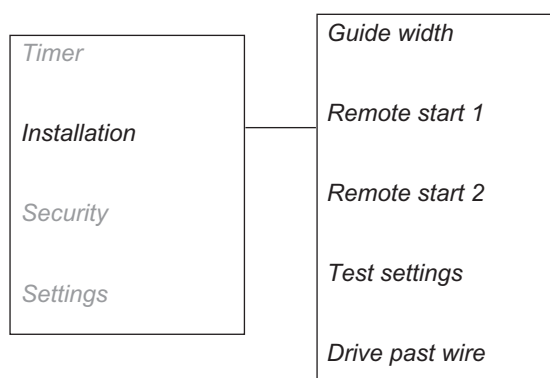 Timer
Installation
Security
Settings
Guide width
Remote start 1
Remote start 2
Test settings
Drive past wire